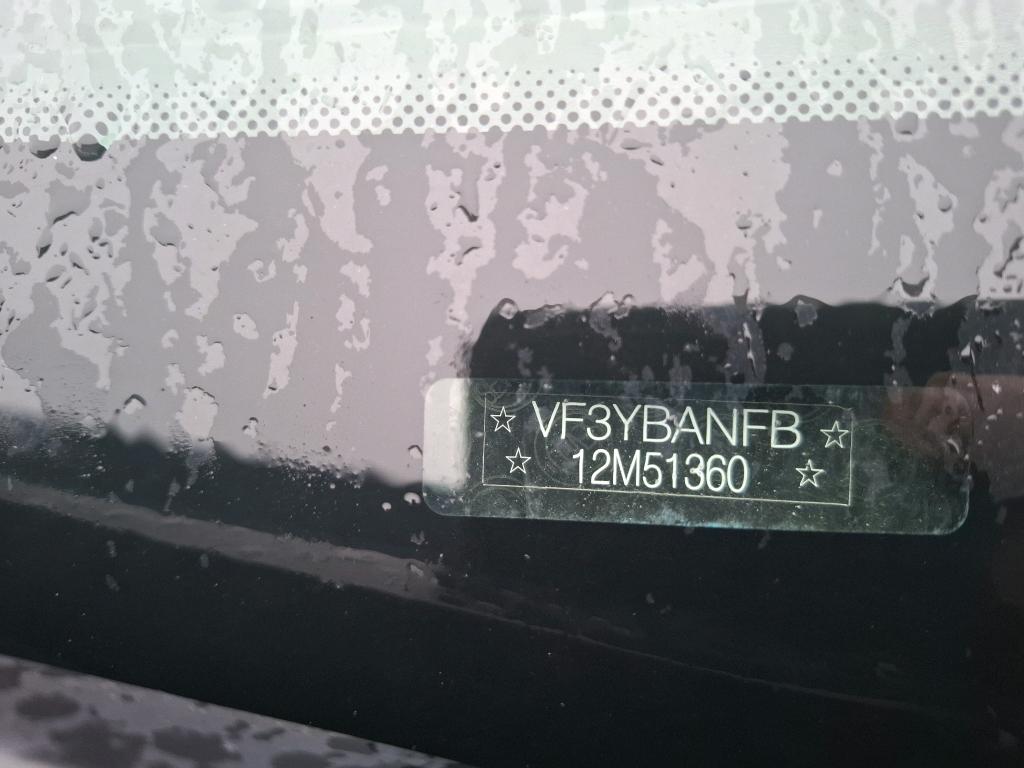 ☆ VF3YBANFB ☆
☆ 12M51360 ☆